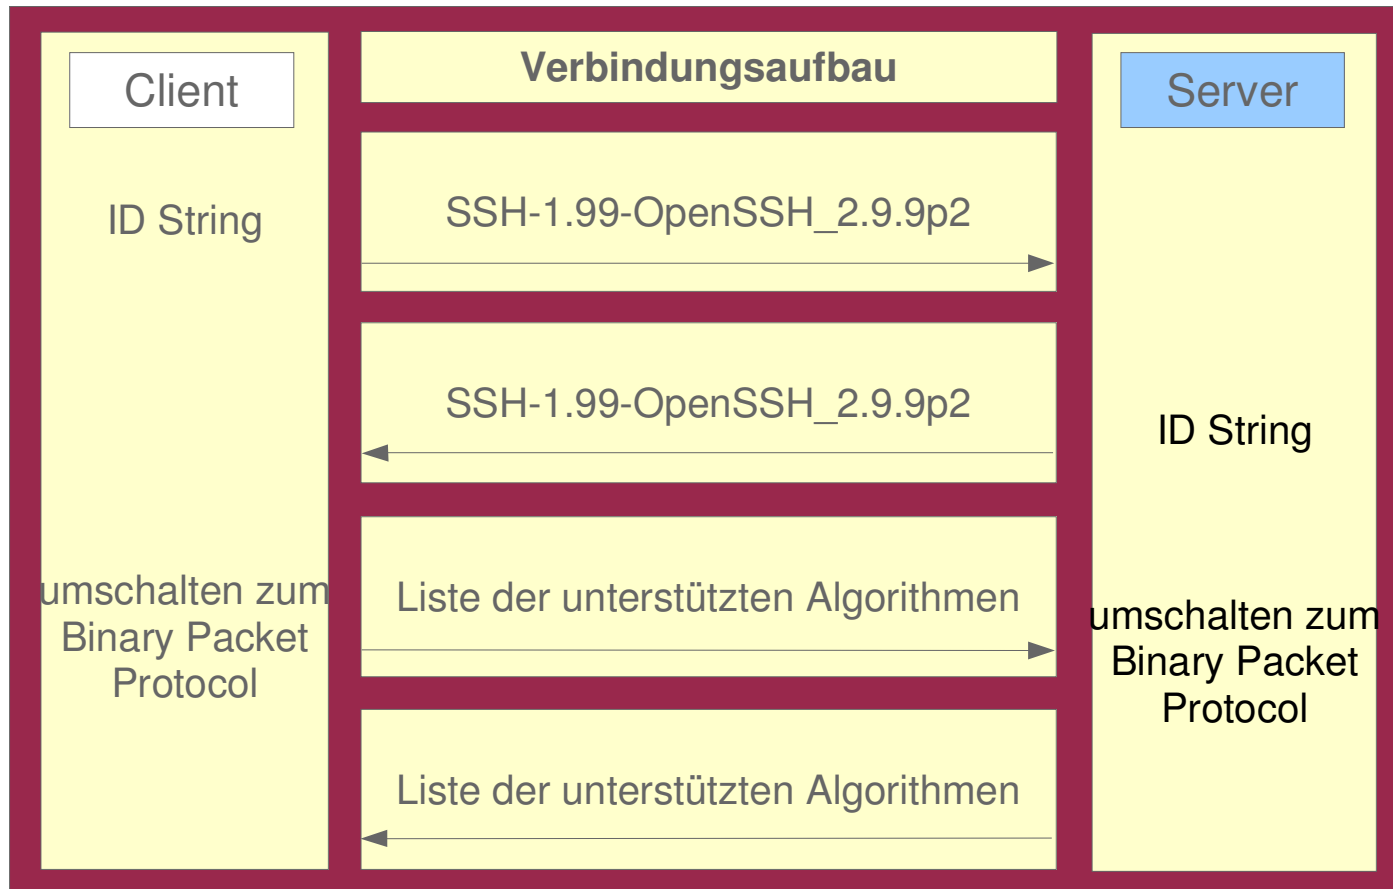 Client
Verbindungsaufbau
Server
ID String
SSH-1.99-OpenSSH_2.9.9p2
SSH-1.99-OpenSSH_2.9.9p2
ID String
umschalten zum
Binary Packet
Protocol
Liste der unterstützten Algorithmen
umschalten zum
Binary Packet
Protocol
Liste der unterstützten Algorithmen